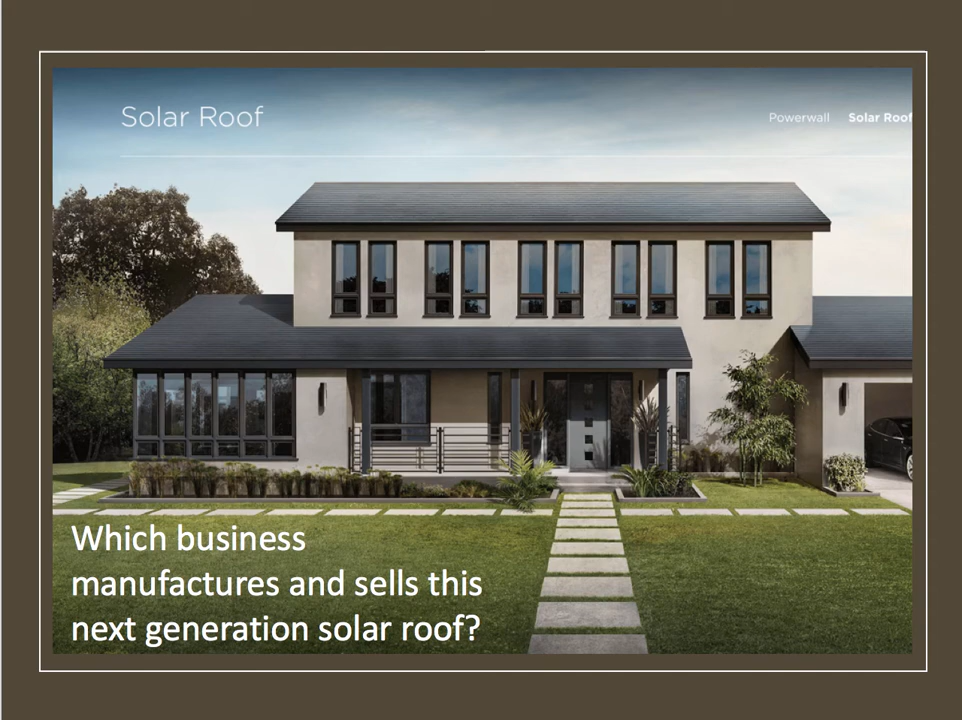 Solar Roof
Powerwall Solar Roof
Which business
manufactures and sells this
next generation solar roof?